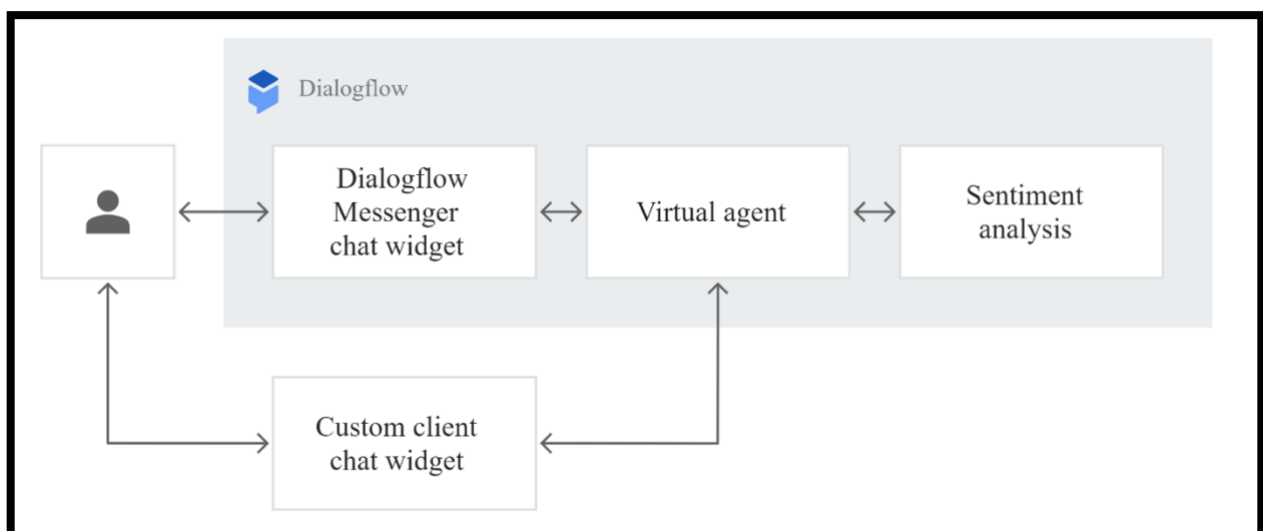 Dialogflow
Dialogflow
Messenger
chat widget
Virtual agent
Sentiment
analysis
Custom client
chat widget